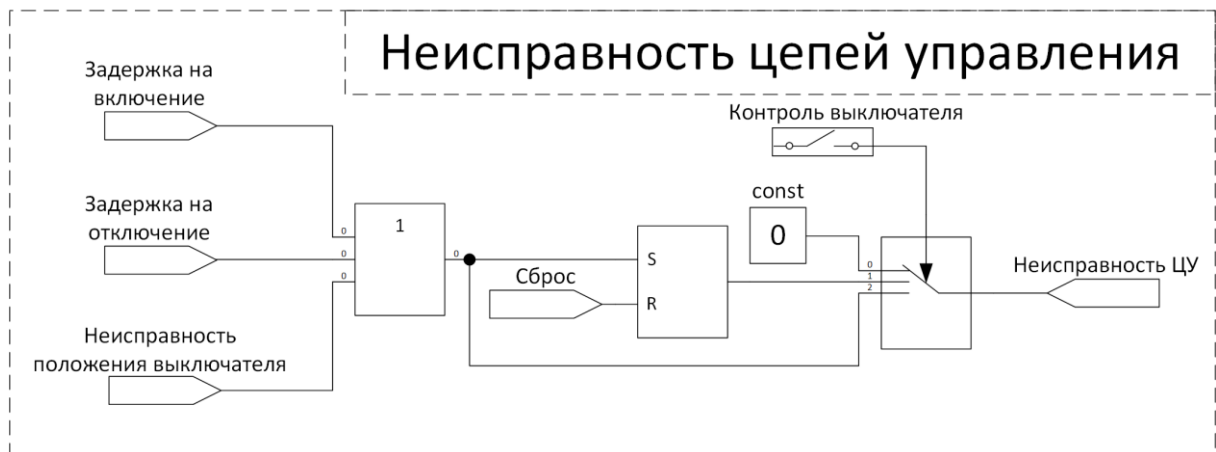 Неисправность цепей управления
Задержка на
включение
Контроль выключателя
Задержка на
отключение
const
0
1
0
0
0
0
S
Сброс
R
0
1
2
Неисправность ЦУ
Неисправность
положения выключателя